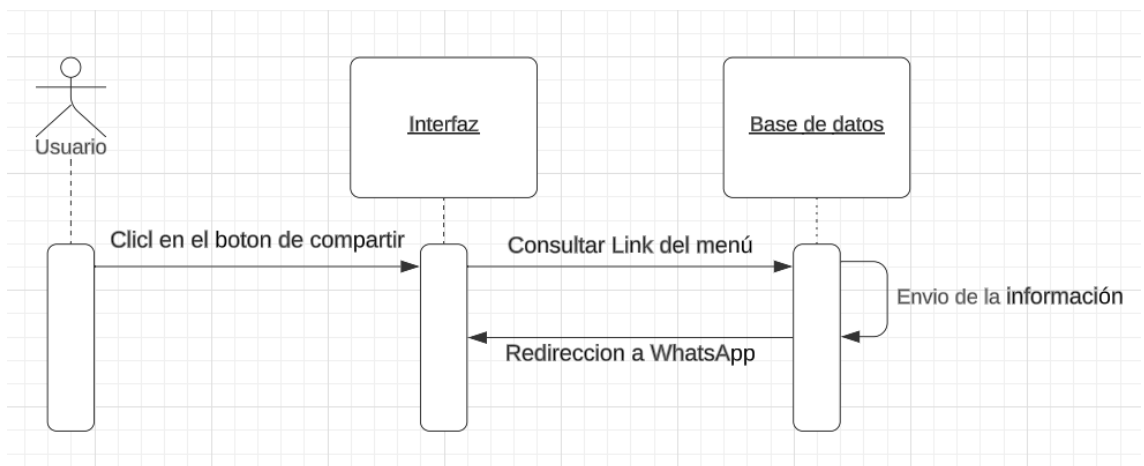 Usuario
Interfaz
Base de datos
Clicl en el boton de compartir
Consultar Link del menú
Envio de la información
Redireccion a WhatsApp